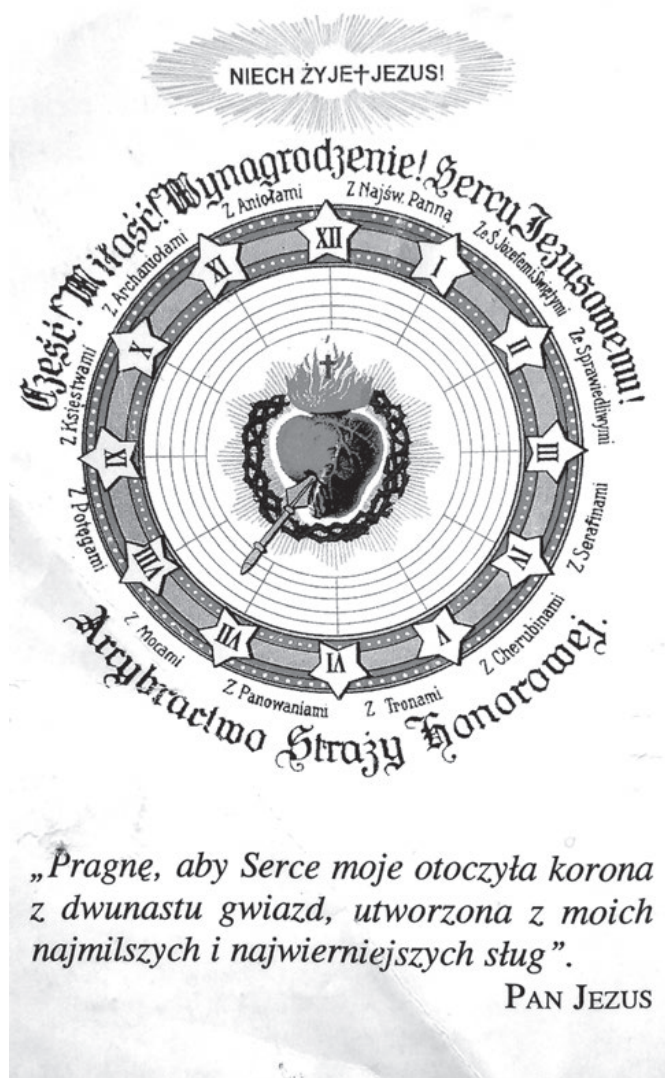 NIECH ŻYJE†JEZUS!
Cześć! Miłość! Wynagrodzenie! Sercu Jezusowemu!
Z Najśw. Panną
Ze Ś. Józefem i Świętymi
Ze Sprawiedliwymi
Z Serafinami
Z Cherubinami
Z Tronami
Z Panowaniami
Z Mocami
Z Potęgami
Z Księstwami
Z Archaniołami
Z Aniołami
XII
I
II
III
IV
V
VI
VII
VIII
IX
X
XI
Arcybractwo Straży Honorowej.
„Pragnę, aby Serce moje otoczyła korona
z dwunastu gwiazd, utworzona z moich
najmilszych i najwierniejszych sług”.
PAN JEZUS